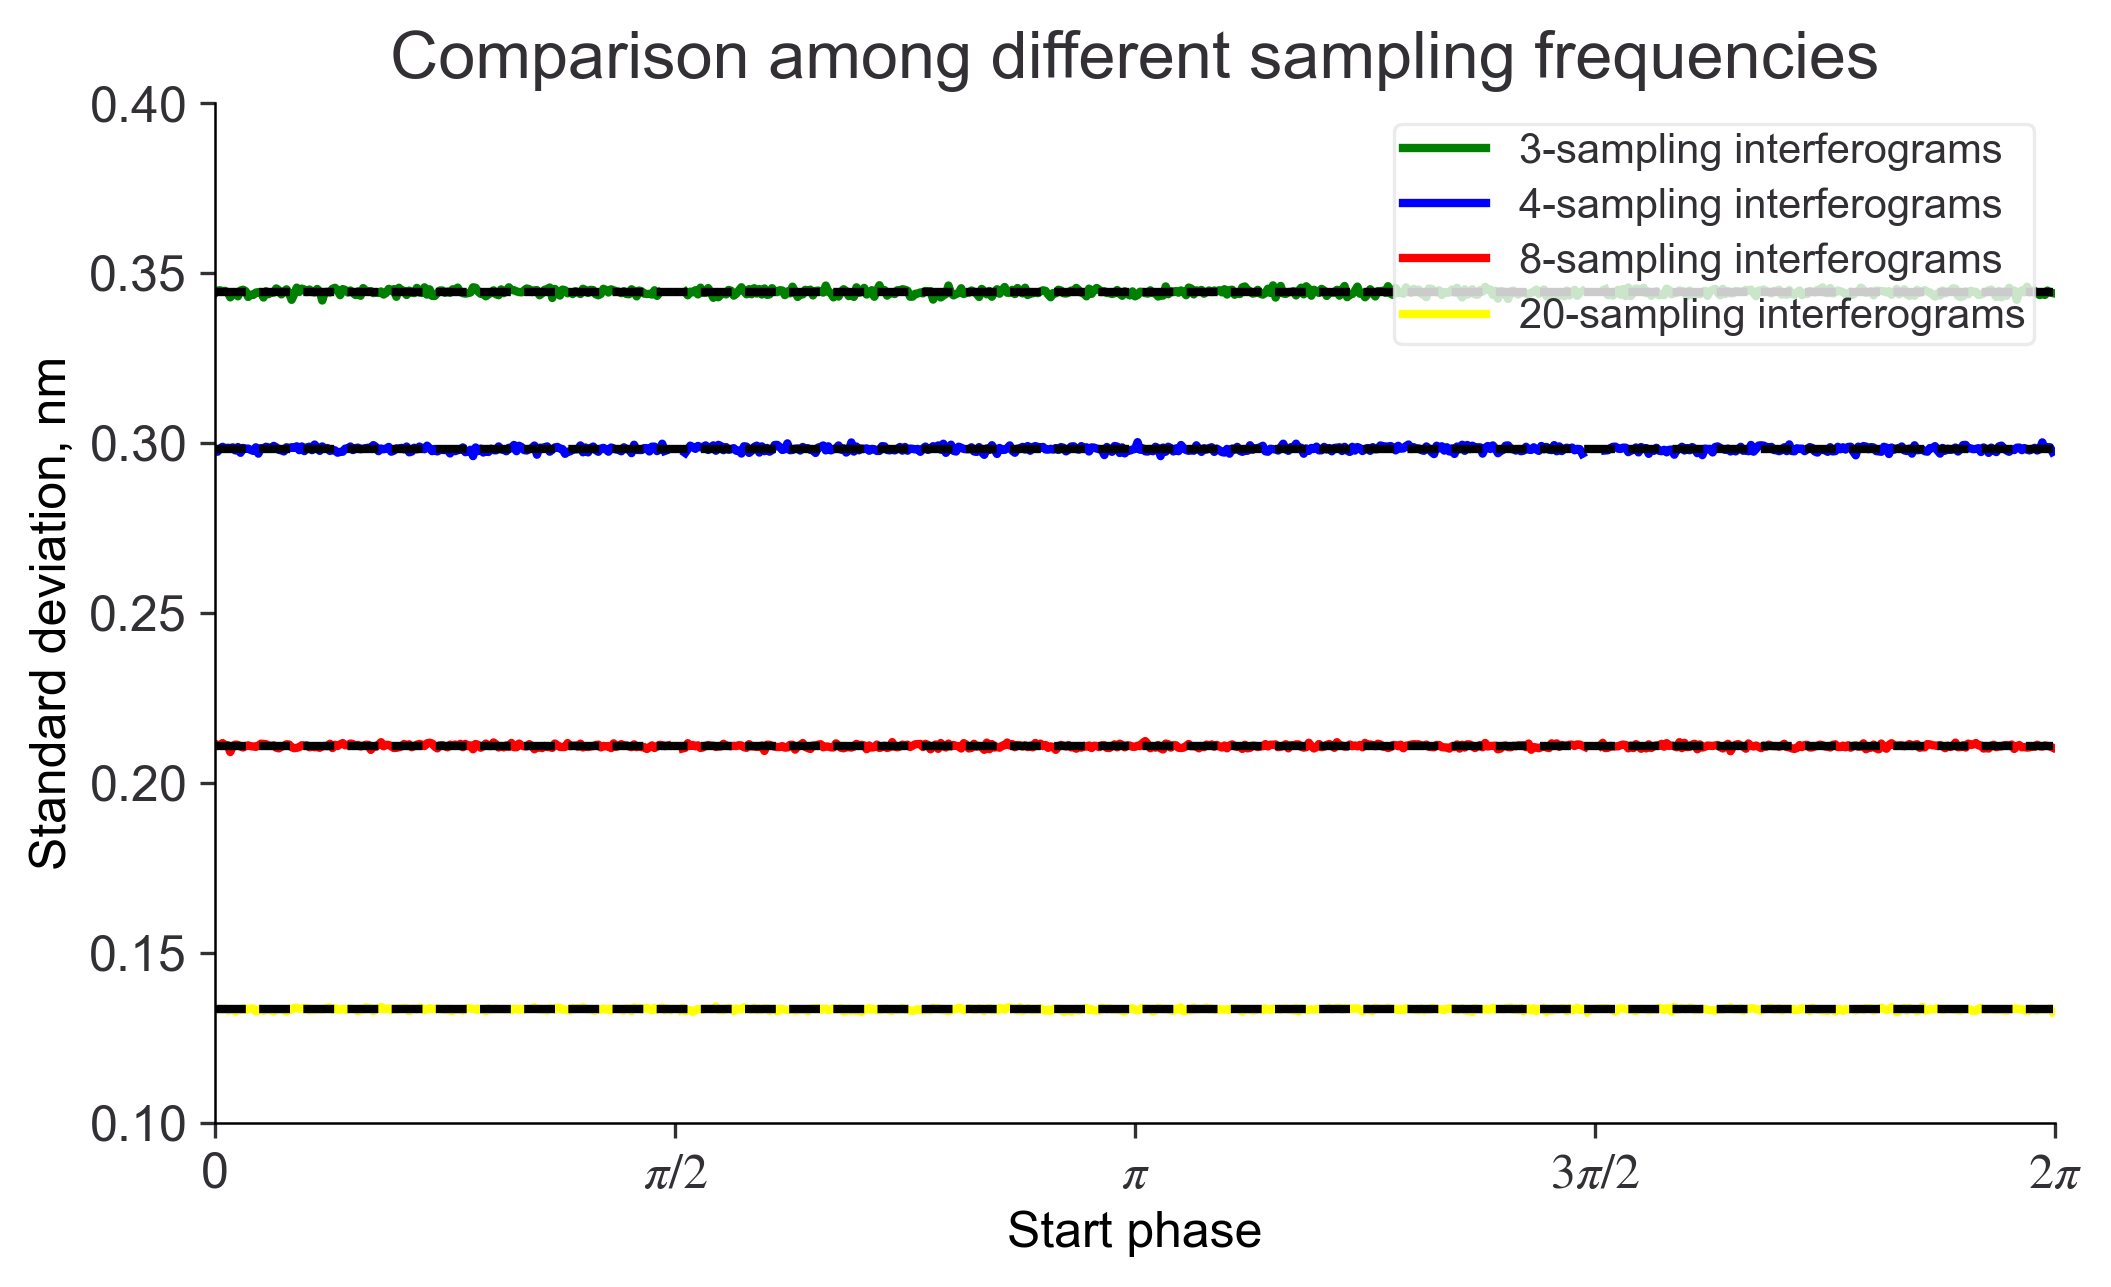 Comparison among different sampling frequencies
0.40
0.35
0.30
0.25
0.20
0.15
0.10
Standard deviation, nm
3-sampling interferograms
4-sampling interferograms
8-sampling interferograms
20-sampling interferograms
0 π/2 π 3π/2 2π
Start phase